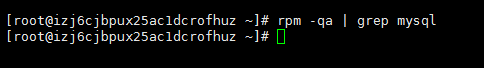 [root@izj6cjbpux25ac1dcrofhuz ~]# rpm -qa | grep mysql
[root@izj6cjbpux25ac1dcrofhuz ~]#